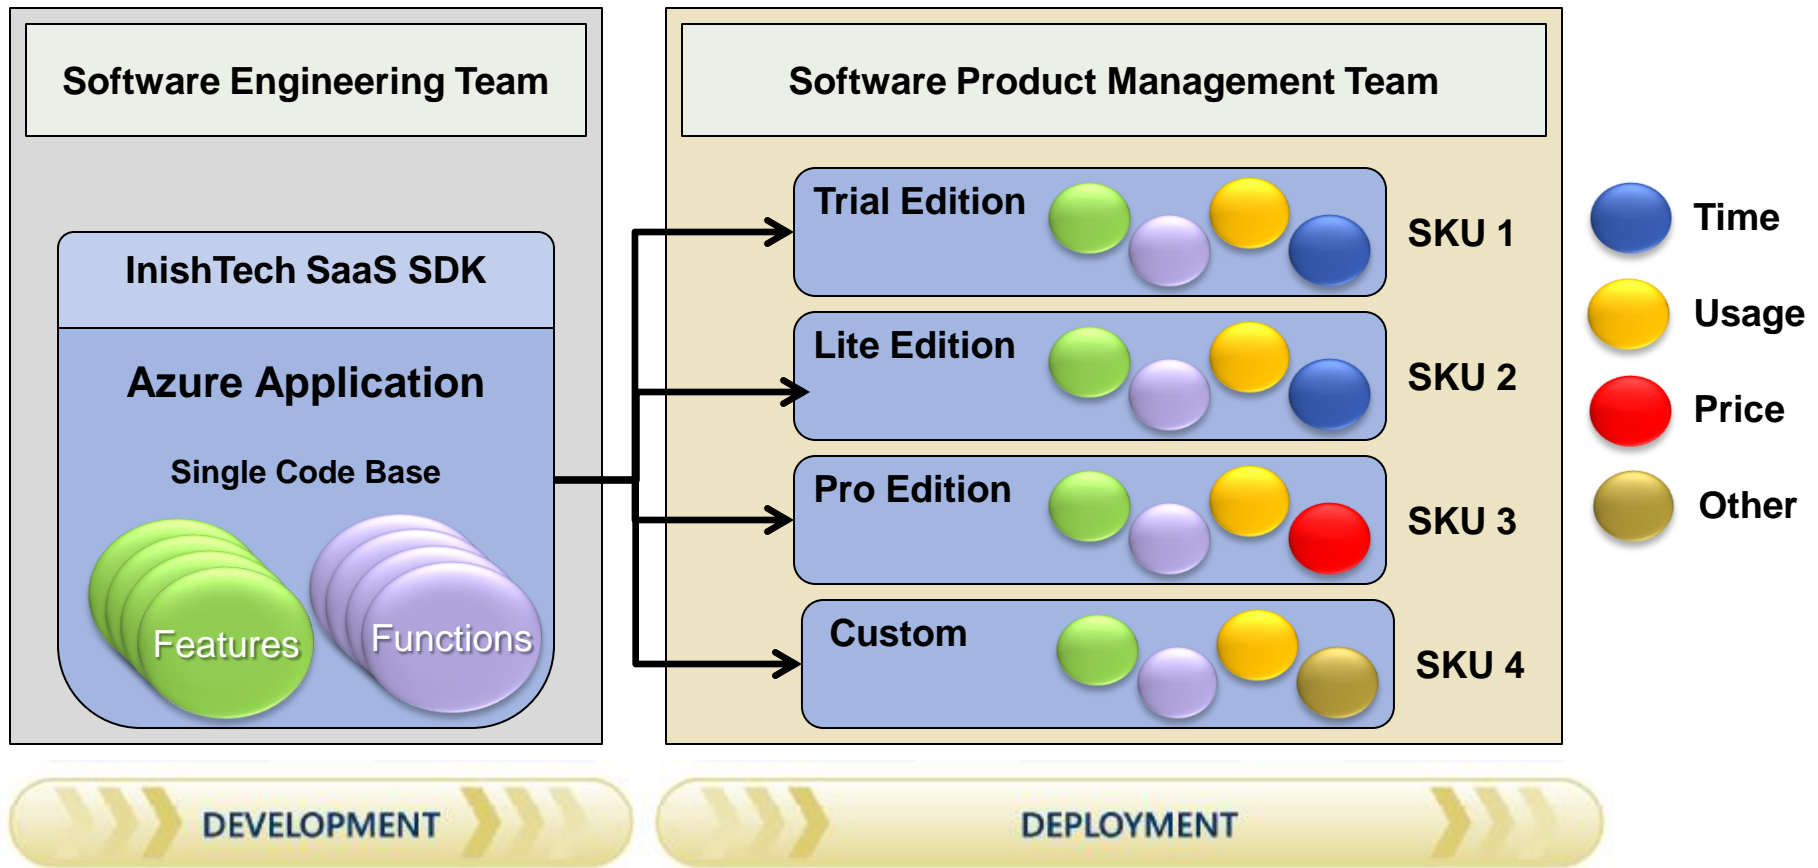 Software Engineering Team
InishTech SaaS SDK
Azure Application
Single Code Base
Features
Functions
DEVELOPMENT
Software Product Management Team
Trial Edition
SKU 1
Lite Edition
SKU 2
Pro Edition
SKU 3
Custom
SKU 4
DEPLOYMENT
Time
Usage
Price
Other